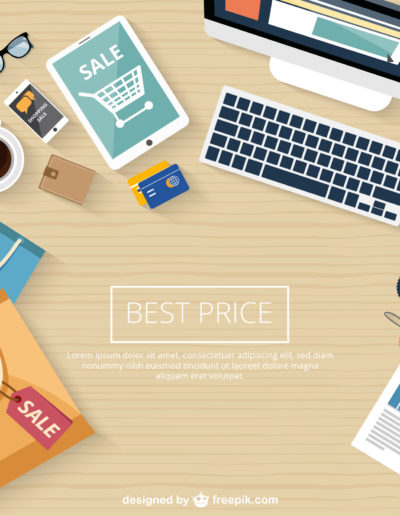 SALE
SHOPPING
SALE
BEST PRICE
Lorem ipsum dolor sit amet, consectetuer adipiscing elit, sed diam
nonummy nibh euismod tincidunt ut laoreet dolore magna
aliquam erat volutpat.
SALE
designed by freepik.com